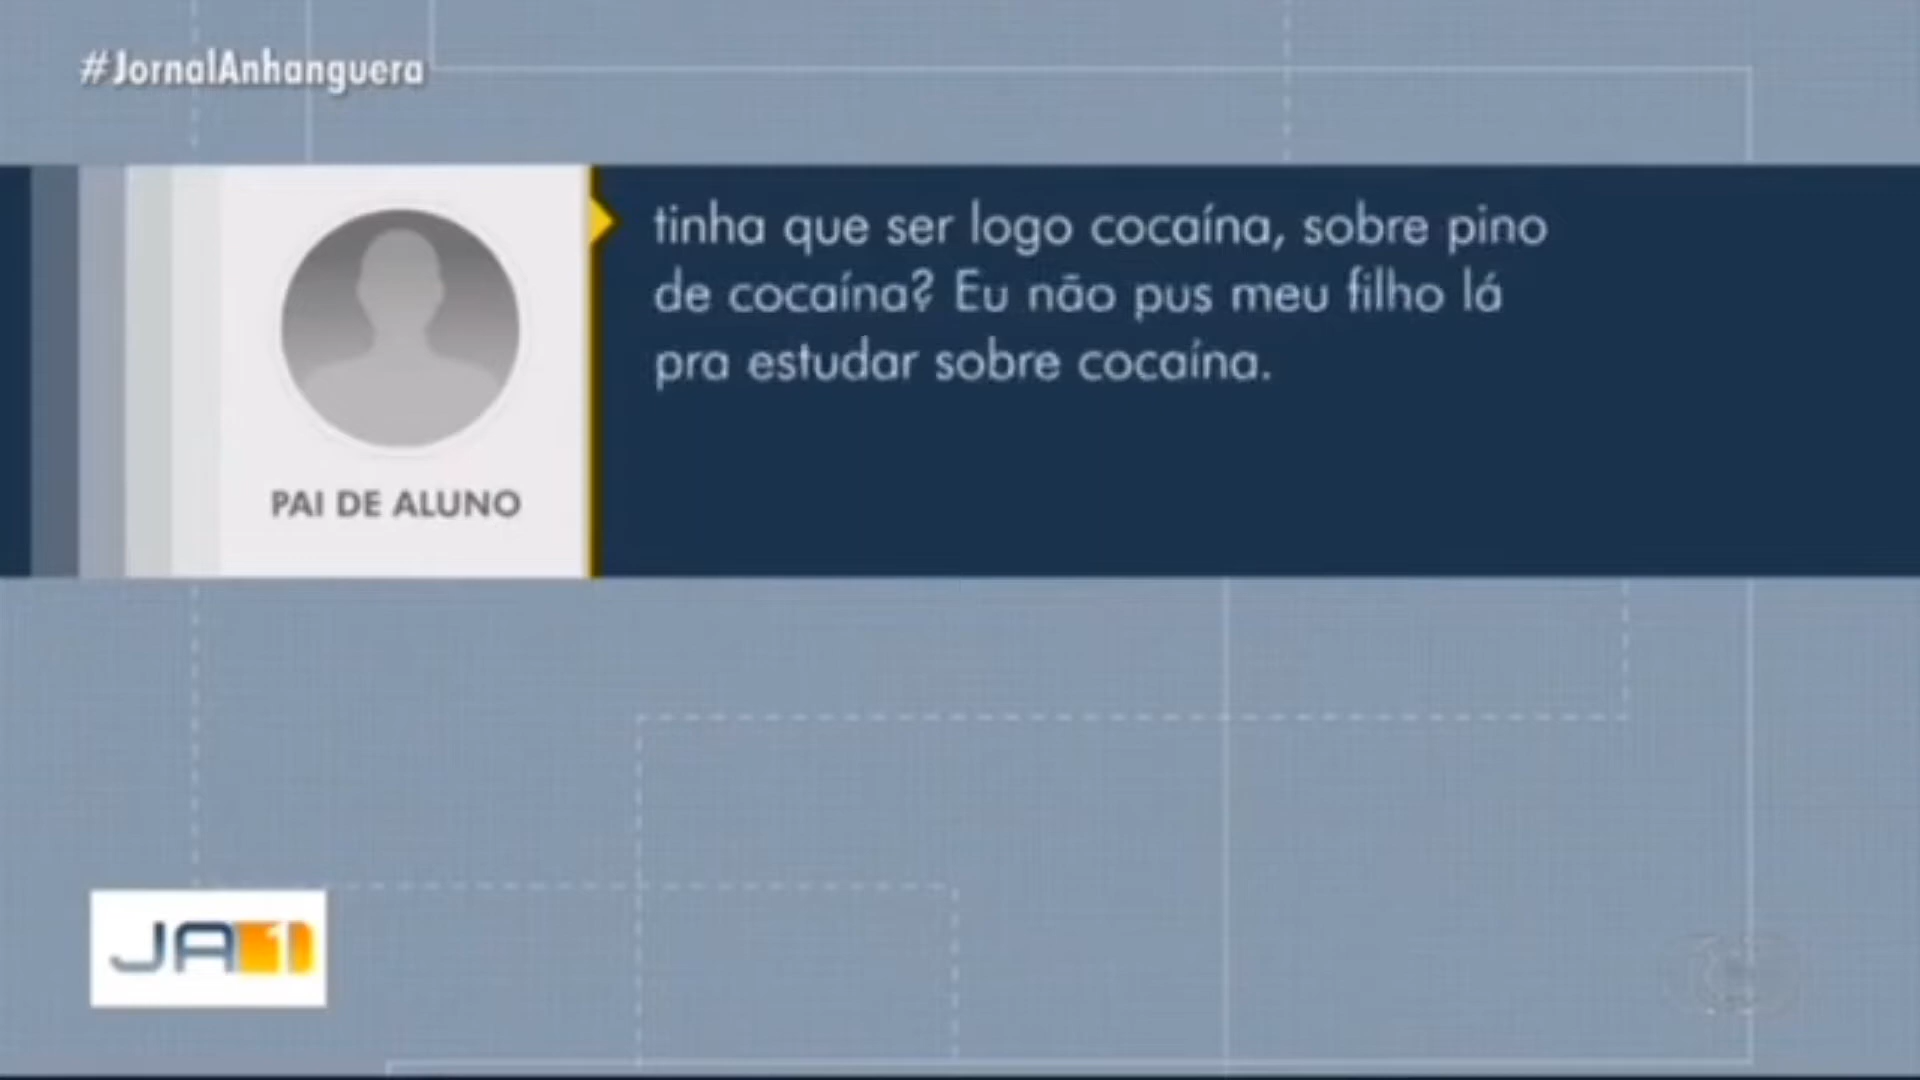 #JornalAnhanguera
tinha que ser logo cocaína, sobre pino
de cocaína? Eu não pus meu filho lá
pra estudar sobre cocaína.
PAI DE ALUNO
JA1